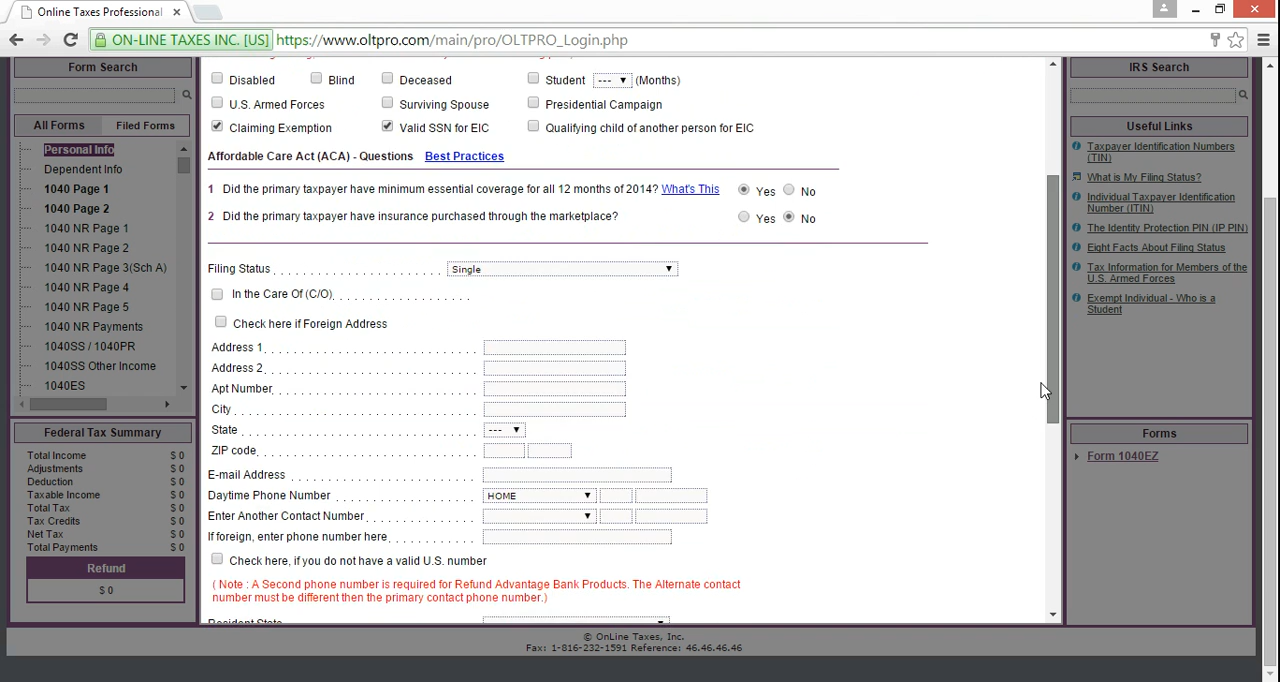 Online Taxes Professional
ON-LINE TAXES INC. [US] https://www.oltpro.com/main/pro/OLTPRO_Login.php
Form Search
All Forms Filed Forms
Personal Info
Dependent Info
1040 Page 1
1040 Page 2
1040 NR Page 1
1040 NR Page 2
1040 NR Page 3(Sch A)
1040 NR Page 4
1040 NR Page 5
1040 NR Payments
1040SS / 1040PR
1040SS Other Income
1040ES
Federal Tax Summary
Total Income $ 0
Adjustments $ 0
Deduction $ 0
Taxable Income $ 0
Total Tax $ 0
Tax Credits $ 0
Net Tax $ 0
Total Payments $ 0
Refund
$ 0
Disabled Blind Deceased Student --- (Months)
U.S. Armed Forces Surviving Spouse Presidential Campaign
Claiming Exemption Valid SSN for EIC Qualifying child of another person for EIC
Affordable Care Act (ACA) - Questions Best Practices
1 Did the primary taxpayer have minimum essential coverage for all 12 months of 2014? What's This Yes No
2 Did the primary taxpayer have insurance purchased through the marketplace? Yes No
Filing Status Single
In the Care Of (C/O)
Check here if Foreign Address
Address 1
Address 2
Apt Number
City
State ---
ZIP code
E-mail Address
Daytime Phone Number HOME
Enter Another Contact Number
If foreign, enter phone number here
Check here, if you do not have a valid U.S. number
( Note : A Second phone number is required for Refund Advantage Bank Products. The Alternate contact
number must be different then the primary contact phone number.)
Resident State
IRS Search
Useful Links
Taxpayer Identification Numbers
(TIN)
What is My Filing Status?
Individual Taxpayer Identification
Number (ITIN)
The Identity Protection PIN (IP PIN)
Eight Facts About Filing Status
Tax Information for Members of the
U.S. Armed Forces
Exempt Individual - Who is a
Student
Forms
Form 1040EZ
© OnLine Taxes, Inc.
Fax: 1-816-232-1591 Reference: 46.46.46.46